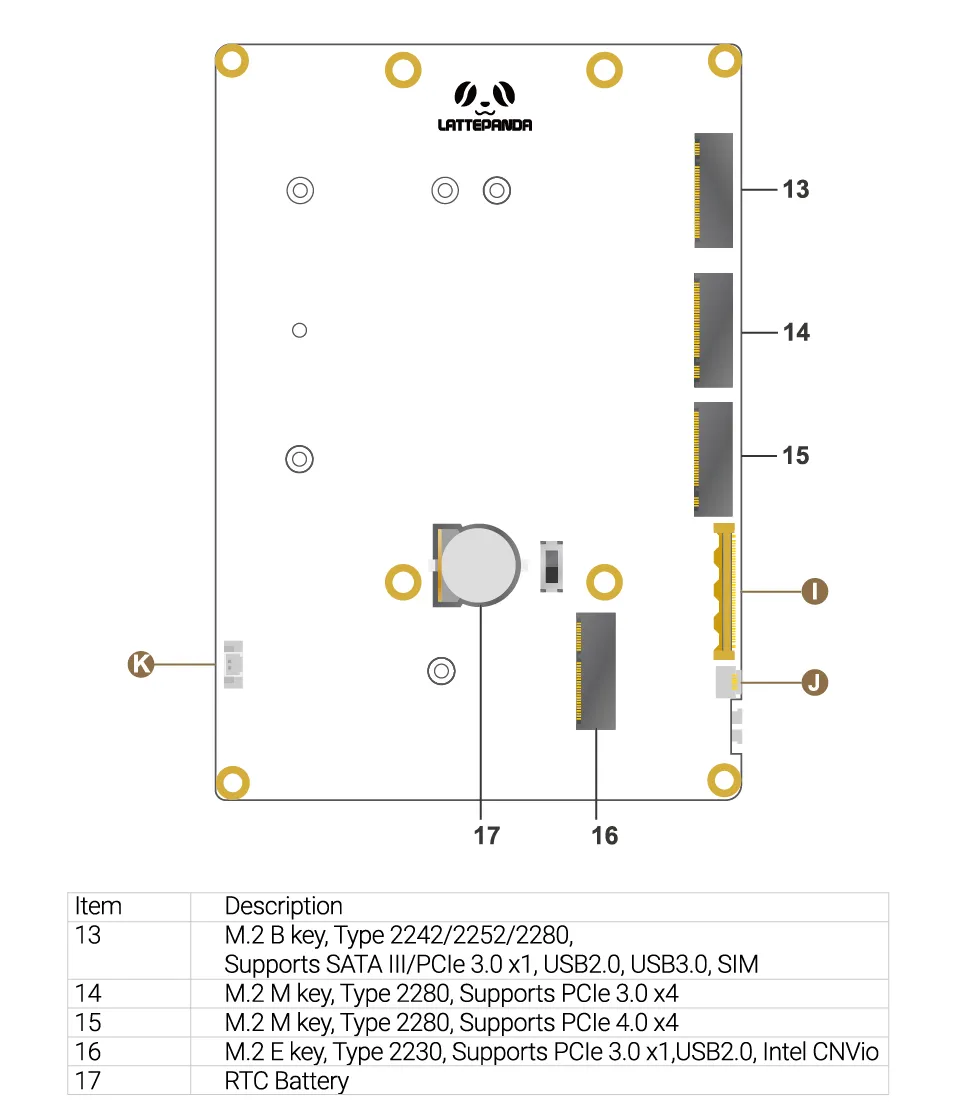 LATTEPANDA
13
14
15
I
K
J
17
16
Item Description
13 M.2 B key, Type 2242/2252/2280,
Supports SATA III/PCIe 3.0 x1, USB2.0, USB3.0, SIM
14 M.2 M key, Type 2280, Supports PCIe 3.0 x4
15 M.2 M key, Type 2280, Supports PCIe 4.0 x4
16 M.2 E key, Type 2230, Supports PCIe 3.0 x1,USB2.0, Intel CNVio
17 RTC Battery